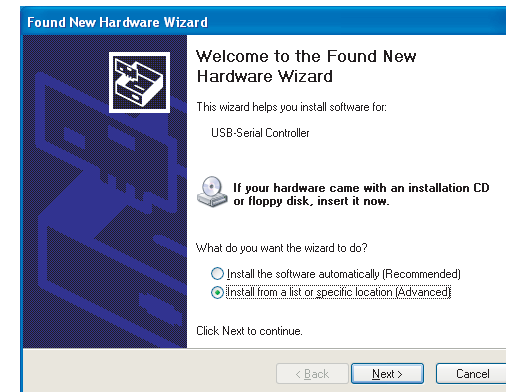 Found New Hardware Wizard
Welcome to the Found New
Hardware Wizard
This wizard helps you install software for:
USB-Serial Controller
If your hardware came with an installation CD
or floppy disk, insert it now.
What do you want the wizard to do?
Install the software automatically (Recommended)
Install from a list or specific location (Advanced)
Click Next to continue.
< Back
Next >
Cancel